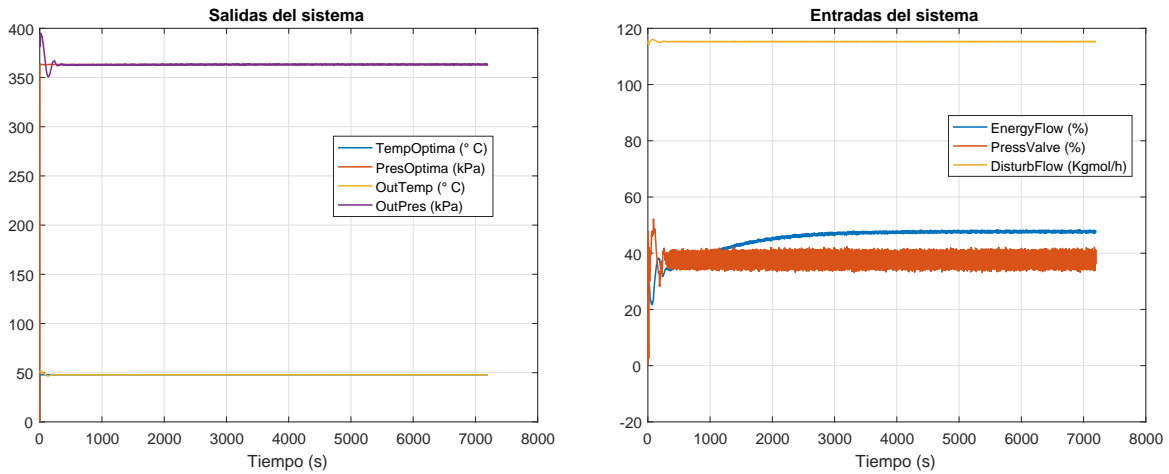 Salidas del sistema
400
350
300
250
200
150
100
50
0
TempOptima (° C)
PresOptima (kPa)
OutTemp (° C)
OutPres (kPa)
0 1000 2000 3000 4000 5000 6000 7000 8000
Tiempo (s)
Entradas del sistema
120
100
80
60
40
20
0
-20
EnergyFlow (%)
PressValve (%)
DisturbFlow (Kgmol/h)
0 1000 2000 3000 4000 5000 6000 7000 8000
Tiempo (s)